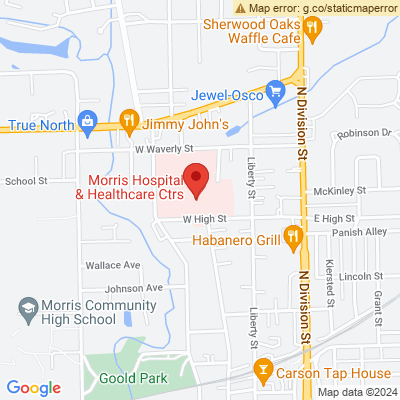 Map error: g.co/staticmaperror
Sherwood Oaks
Waffle Cafe
Jewel-Osco
N Division St
True North
Jimmy John's
Robinson Dr
W Waverly St
Liberty St
School St
Morris Hospital
& Healthcare Ctrs
McKinley St
W High St
E High St
Panish Alley
Habanero Grill
Wallace Ave
Kiersted St
Lincoln St
N Division St
Johnson Ave
Grant St
Morris Community
High School
Liberty St
Goold Park
Carson Tap House
Google
Map data ©2024